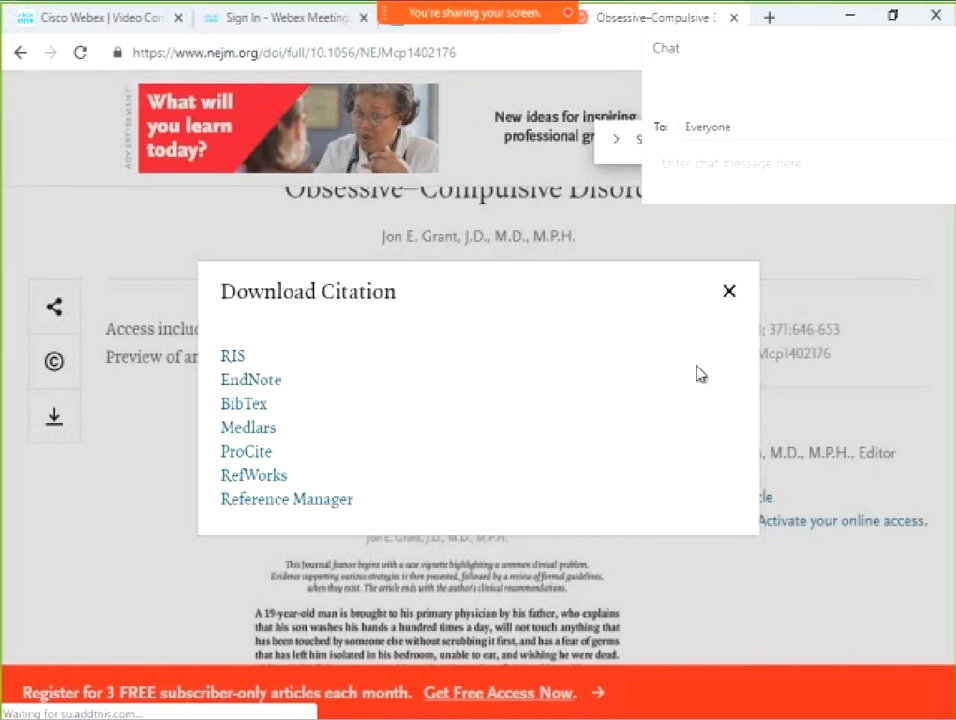 Cisco Webex | Video Con
Sign In - Webex Meeting
You're sharing your screen.
Obsessive–Compulsive D
https://www.nejm.org/doi/full/10.1056/NEJMcp1402176
Chat
To: Everyone
Enter chat message here
ADVERTISEMENT
What will
you learn
today?
New ideas for inspiring
professional gr
S
Obsessive–Compulsive Disord
Jon E. Grant, J.D., M.D., M.P.H.
Download Citation
Access inclu
Preview of ar
; 371:646-653
Mcp1402176
RIS
EndNote
BibTex
Medlars
ProCite
RefWorks
Reference Manager
, M.D., M.P.H., Editor
cle
Activate your online access.
Jon E. Grant, J.D., M.D., M.P.H.
This Journal feature begins with a case vignette highlighting a common clinical problem.
Evidence supporting various strategies is then presented, followed by a review of formal guidelines,
when they exist. The article ends with the author's clinical recommendations.
A 19-year-old man is brought to his primary physician by his father, who explains
that his son washes his hands a hundred times a day, will not touch anything that
has been touched by someone else without scrubbing it first, and has a fear of germs
that has left him isolated in his bedroom, unable to eat, and wishing he were dead.
Register for 3 FREE subscriber-only articles each month. Get Free Access Now.
Waiting for su.addthis.com...